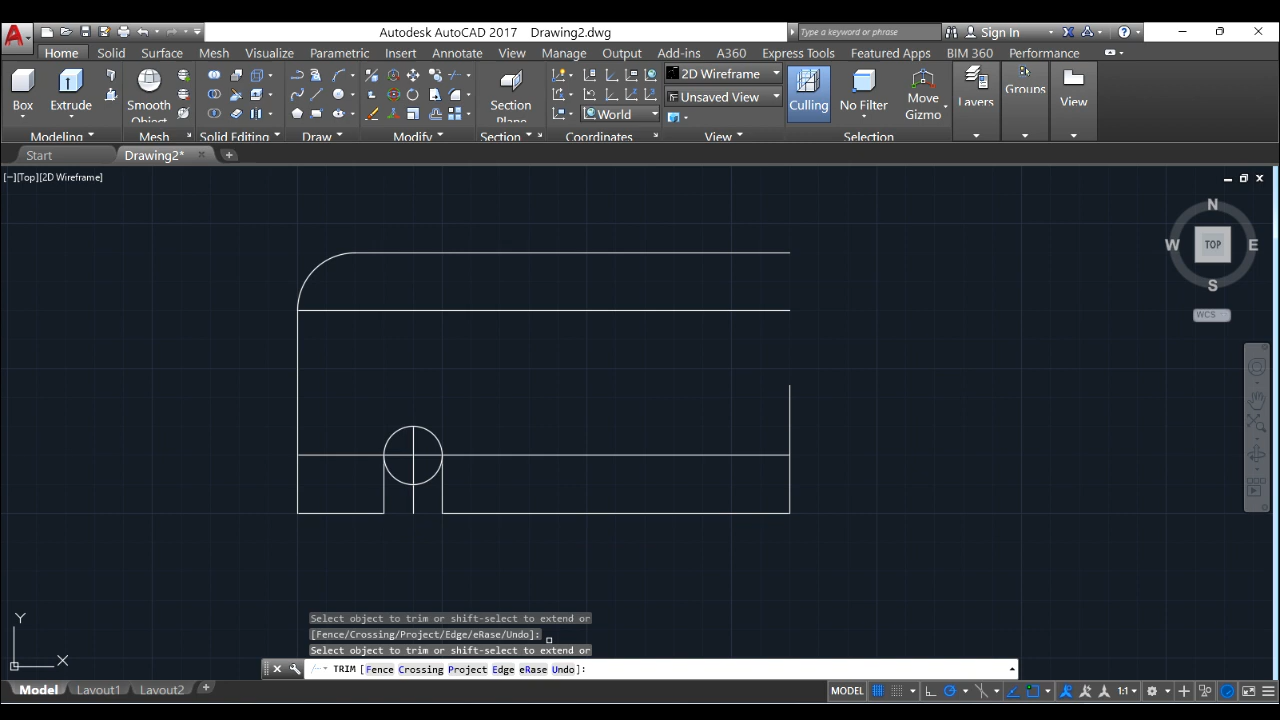 Autodesk AutoCAD 2017 Drawing2.dwg
Type a keyword or phrase
Sign In
Home Solid Surface Mesh Visualize Parametric Insert Annotate View Manage Output Add-ins A360 Express Tools Featured Apps BIM 360 Performance
Box
Extrude
Smooth
Object
Section
Plane
World
2D Wireframe
Unsaved View
Culling
No Filter
Move
Gizmo
Layers
Groups
View
Modeling
Mesh
Solid Editing
Draw
Modify
Section
Coordinates
View
Selection
Start
Drawing2*
[−][Top][2D Wireframe]
N
W
TOP
E
S
WCS
Select object to trim or shift-select to extend or
[Fence/Crossing/Project/Edge/eRase/Undo]:
Select object to trim or shift-select to extend or
TRIM [Fence Crossing Project Edge eRase Undo]:
Y
X
Model Layout1 Layout2
MODEL
1:1